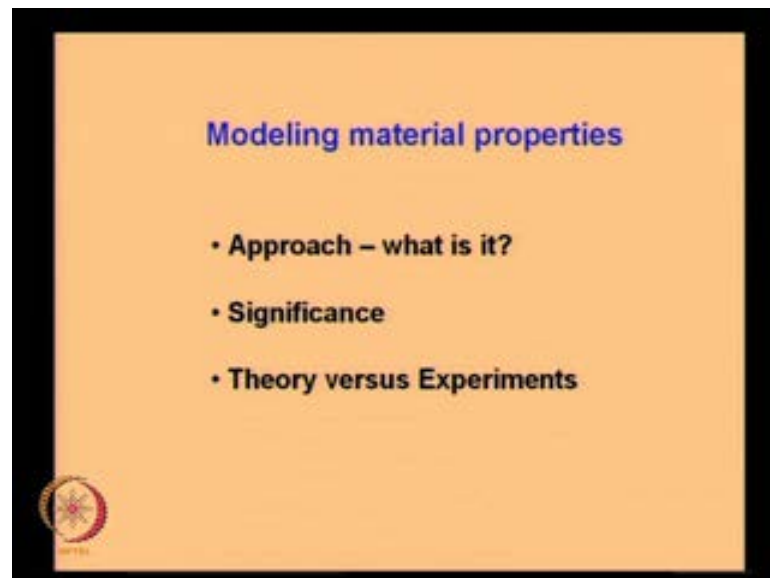 Modeling material properties
• Approach – what is it?
• Significance
• Theory versus Experiments